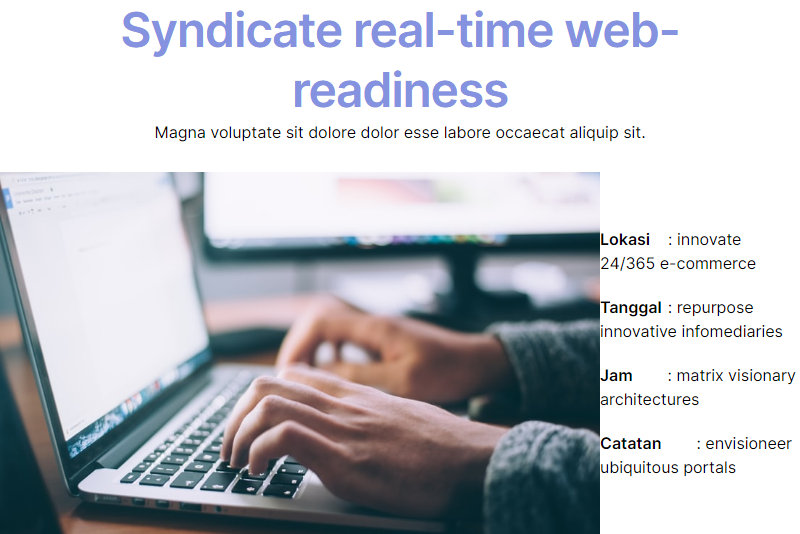 Syndicate real-time web-
readiness
Magna voluptate sit dolore dolor esse labore occaecat aliquip sit.
Lokasi : innovate
24/365 e-commerce
Tanggal : repurpose
innovative infomediaries
Jam : matrix visionary
architectures
Catatan : envisioneer
ubiquitous portals